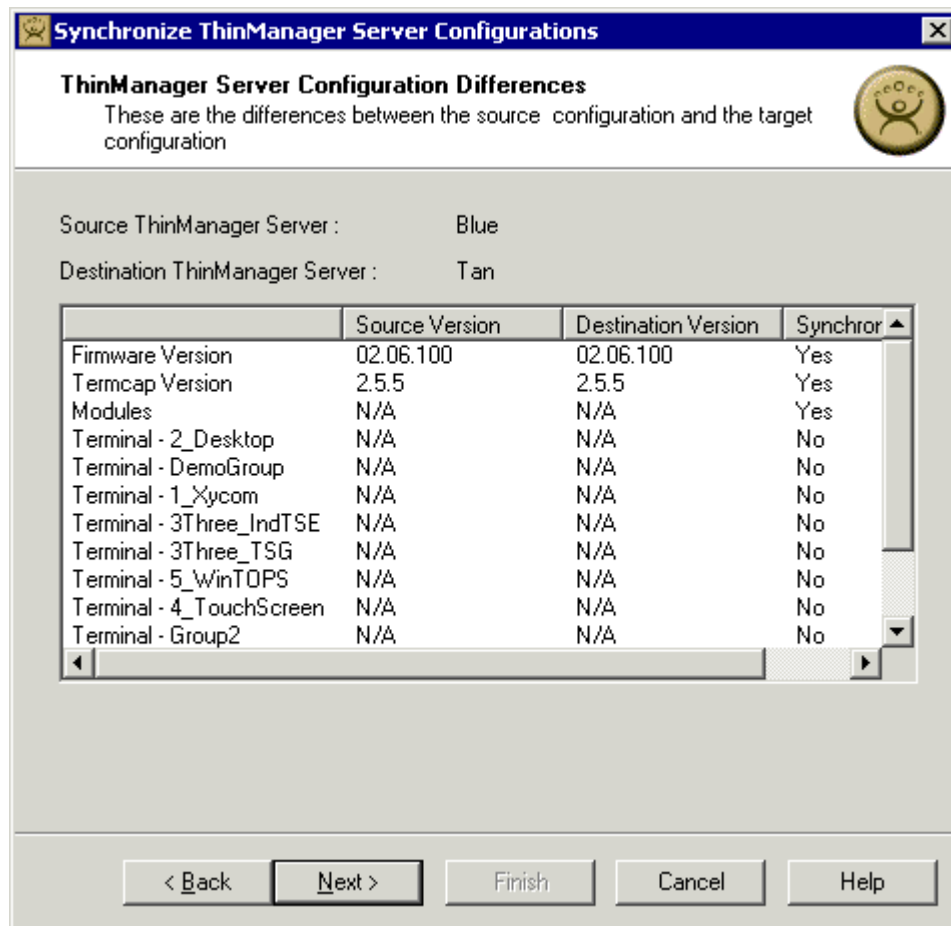 Synchronize ThinManager Server Configurations
ThinManager Server Configuration Differences
These are the differences between the source configuration and the target
configuration
Source ThinManager Server : Blue
Destination ThinManager Server : Tan
Source Version Destination Version Synchror
Firmware Version 02.06.100 02.06.100 Yes
Termcap Version 2.5.5 2.5.5 Yes
Modules N/A N/A Yes
Terminal - 2_Desktop N/A N/A No
Terminal - DemoGroup N/A N/A No
Terminal - 1_Xycom N/A N/A No
Terminal - 3Three_IndTSE N/A N/A No
Terminal - 3Three_TSG N/A N/A No
Terminal - 5_WinTOPS N/A N/A No
Terminal - 4_TouchScreen N/A N/A No
Terminal - Group2 N/A N/A No
< Back Next > Finish Cancel Help